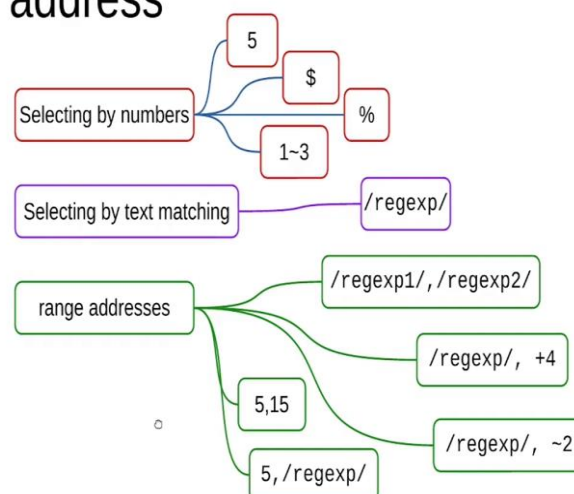 address
5
$
Selecting by numbers
%
1~3
Selecting by text matching
/regexp/
range addresses
/regexp1/,/regexp2/
/regexp/, +4
5,15
/regexp/, ~2
5,/regexp/